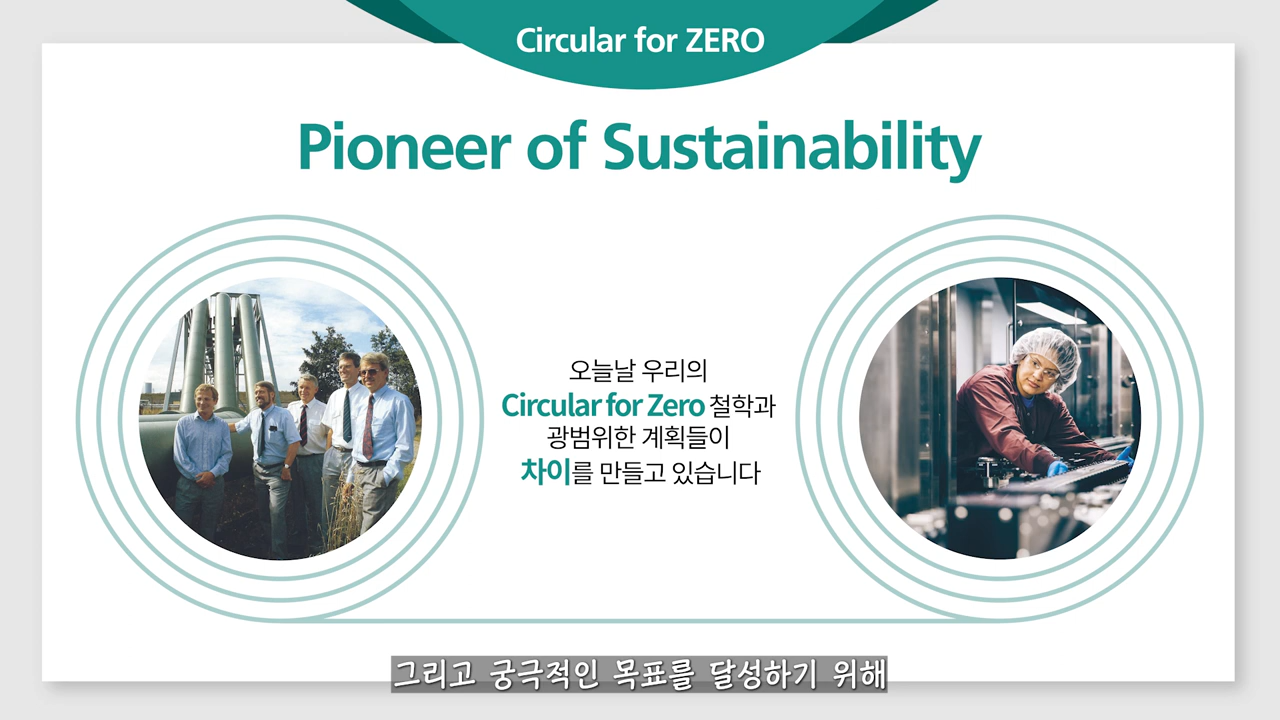 Circular for ZERO
Pioneer of Sustainability
오늘날 우리의
Circular for Zero 철학과
광범위한 계획들이
차이를 만들고 있습니다
그리고 궁극적인 목표를 달성하기 위해